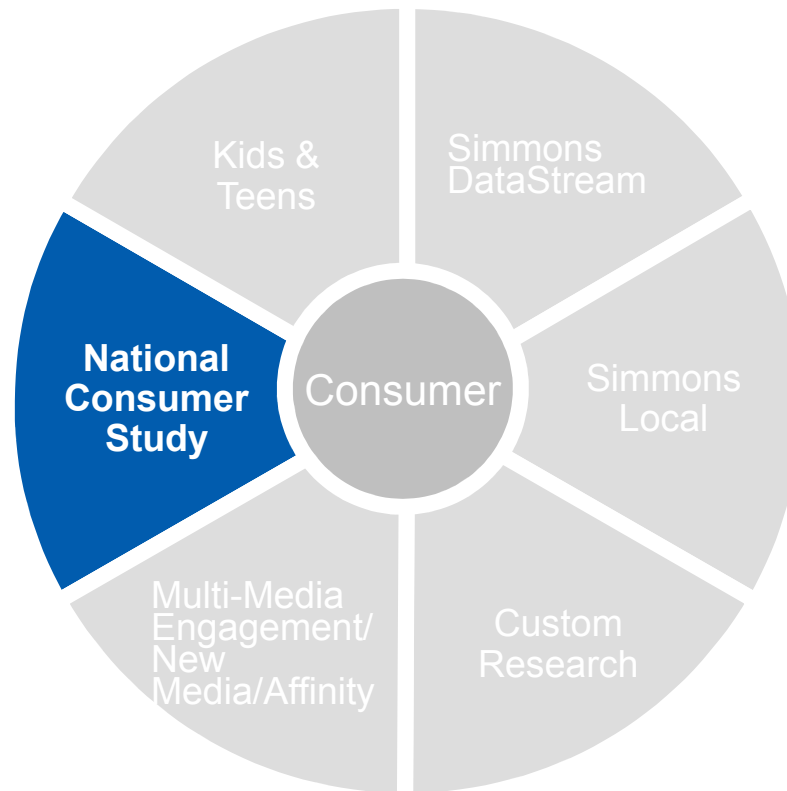 Kids &
Teens
Simmons
DataStream
National
Consumer
Study
Consumer
Simmons
Local
Multi-Media
Engagement/
New
Media/Affinity
Custom
Research